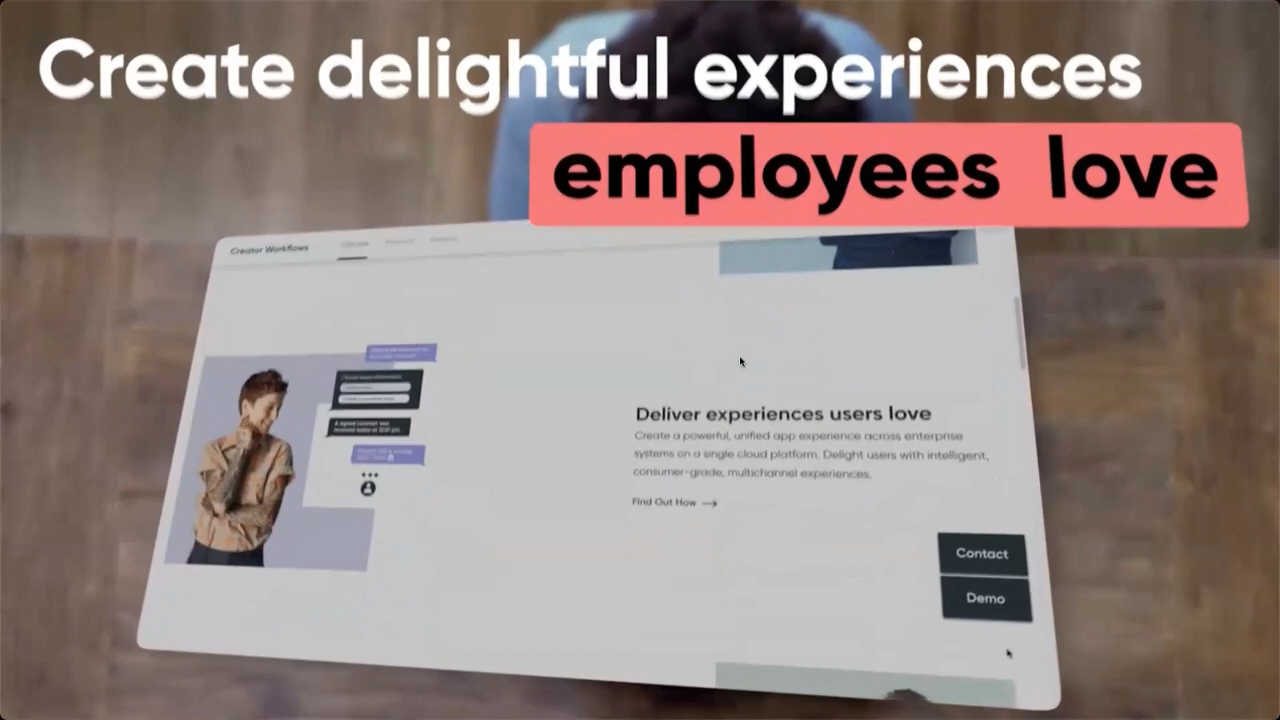 Create delightful experiences
employees love
Creator Workflows
Deliver experiences users love
Create a powerful, unified app experience across enterprise
systems on a single cloud platform. Delight users with intelligent,
consumer-grade, multichannel experiences.
Find Out How →
Contact
Demo